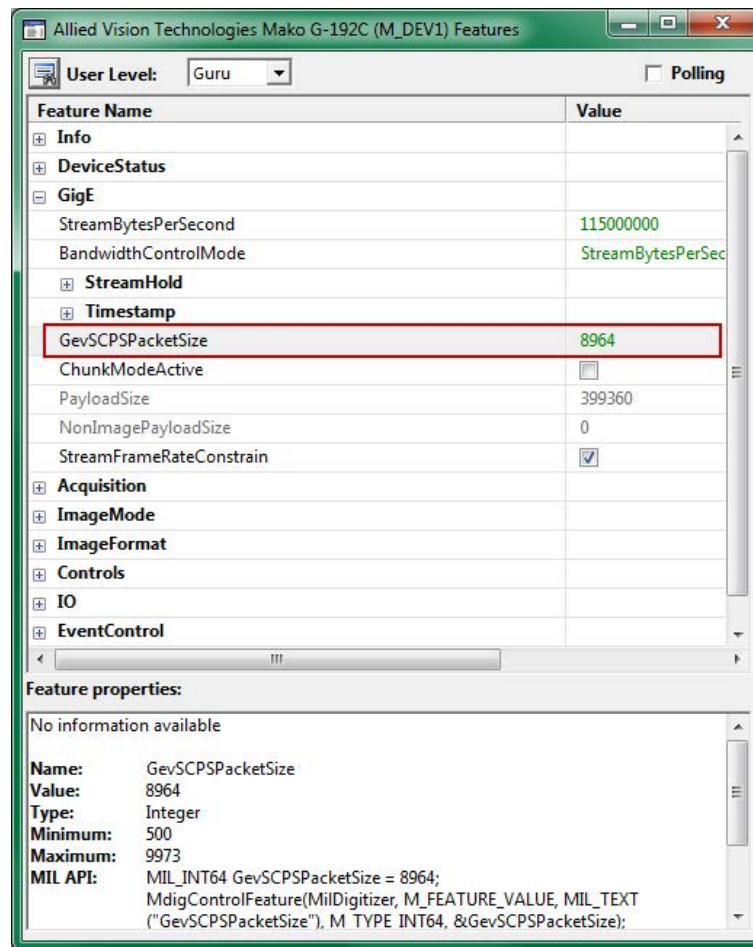 Allied Vision Technologies Mako G-192C (M_DEV1) Features
User Level: Guru Polling
Feature Name Value
Info
DeviceStatus
GigE
StreamBytesPerSecond 115000000
BandwidthControlMode StreamBytesPerSec
StreamHold
Timestamp
GevSCPSPacketSize 8964
ChunkModeActive
PayloadSize 399360
NonImagePayloadSize 0
StreamFrameRateConstrain
Acquisition
ImageMode
ImageFormat
Controls
IO
EventControl
Feature properties:
No information available
Name: GevSCPSPacketSize
Value: 8964
Type: Integer
Minimum: 500
Maximum: 9973
MIL API: MIL_INT64 GevSCPSPacketSize = 8964;
MdigControlFeature(MilDigitizer, M_FEATURE_VALUE, MIL_TEXT
("GevSCPSPacketSize"), M_TYPE_INT64, &GevSCPSPacketSize);